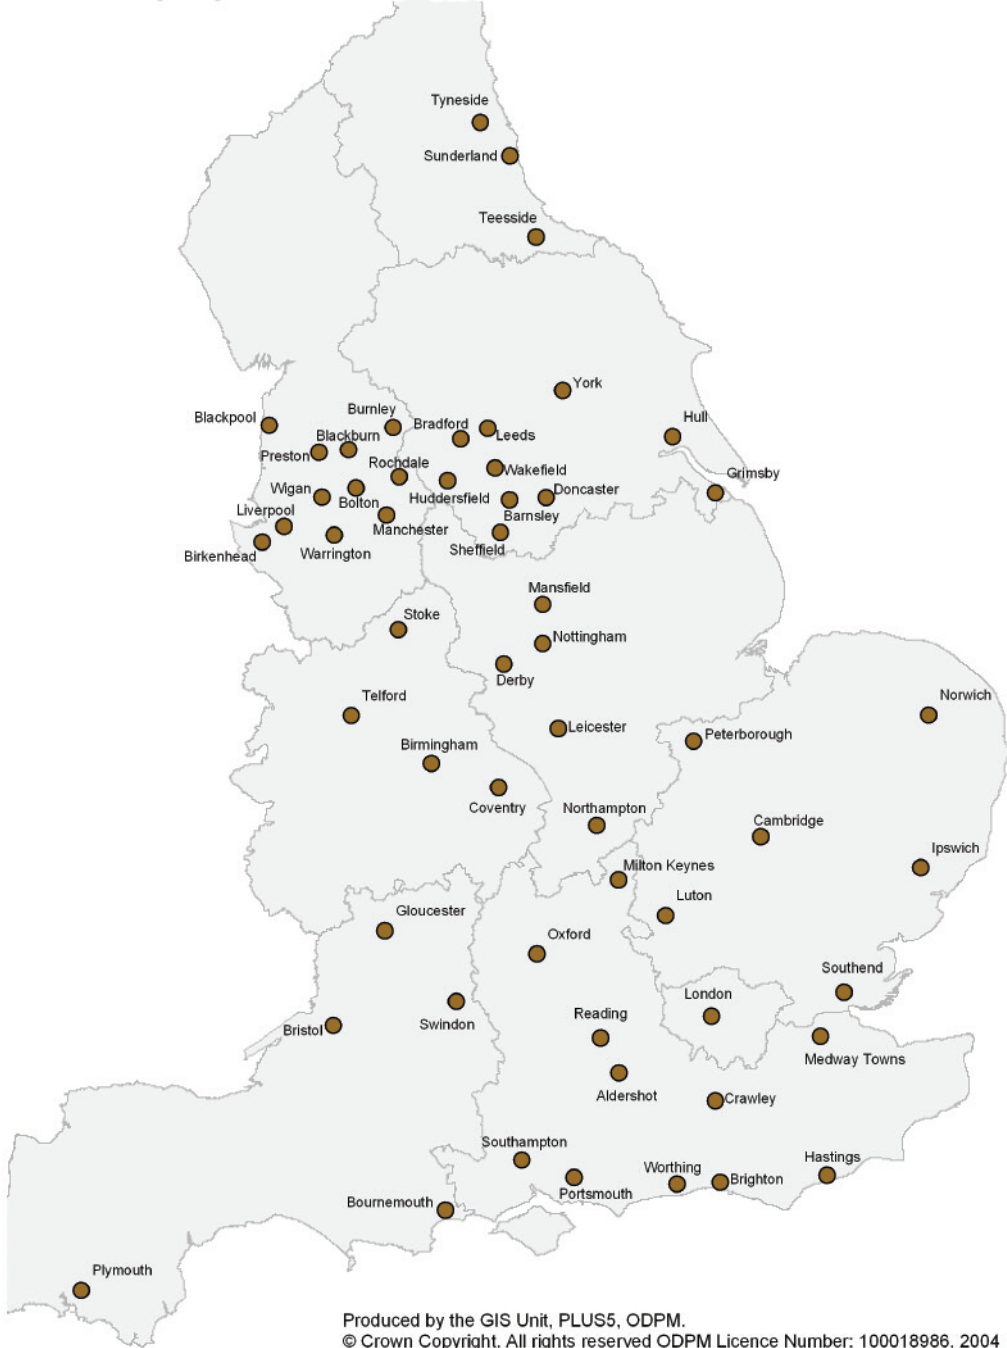 Tyneside
Sunderland
Teesside
York
Blackpool
Burnley
Bradford
Hull
Leeds
Blackburn
Preston
Rochdale
Wakefield
Grimsby
Wigan
Bolton
Huddersfield
Doncaster
Liverpool
Barnsley
Manchester
Birkenhead
Warrington
Sheffield
Mansfield
Stoke
Nottingham
Derby
Telford
Norwich
Leicester
Peterborough
Birmingham
Coventry
Northampton
Cambridge
Ipswich
Milton Keynes
Luton
Gloucester
Oxford
Southend
London
Reading
Swindon
Bristol
Medway Towns
Aldershot
Crawley
Southampton
Hastings
Worthing
Brighton
Portsmouth
Bournemouth
Plymouth
Produced by the GIS Unit, PLUS5, ODPM.
© Crown Copyright. All rights reserved ODPM Licence Number: 100018986. 2004